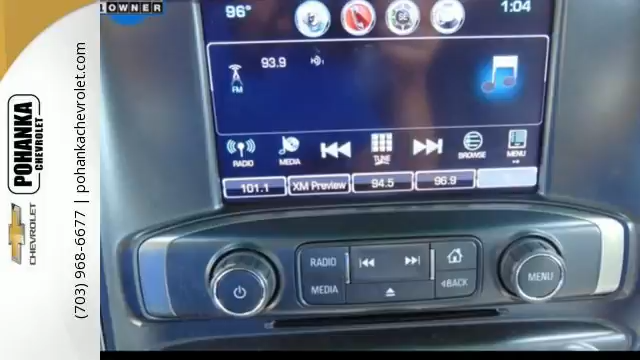 1 OWNER
POHANKA
CHEVROLET
CHEVROLET
(703) 968-6677 | pohankachevrolet.com
96° 1:04
93.9
FM
RADIO MEDIA TUNE BROWSE MENU
101.1 XM Preview 94.5 96.9
RADIO
MEDIA BACK
MENU